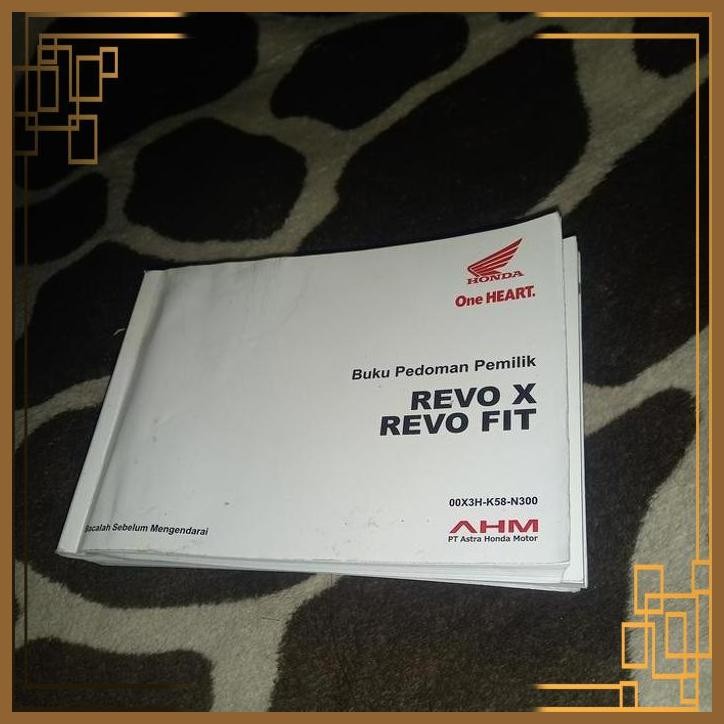 HONDA
One HEART.
Buku Pedoman Pemilik
REVO X
REVO FIT
00X3H-K58-N300
AHM
PT Astra Honda Motor
Bacalah Sebelum Mengendarai